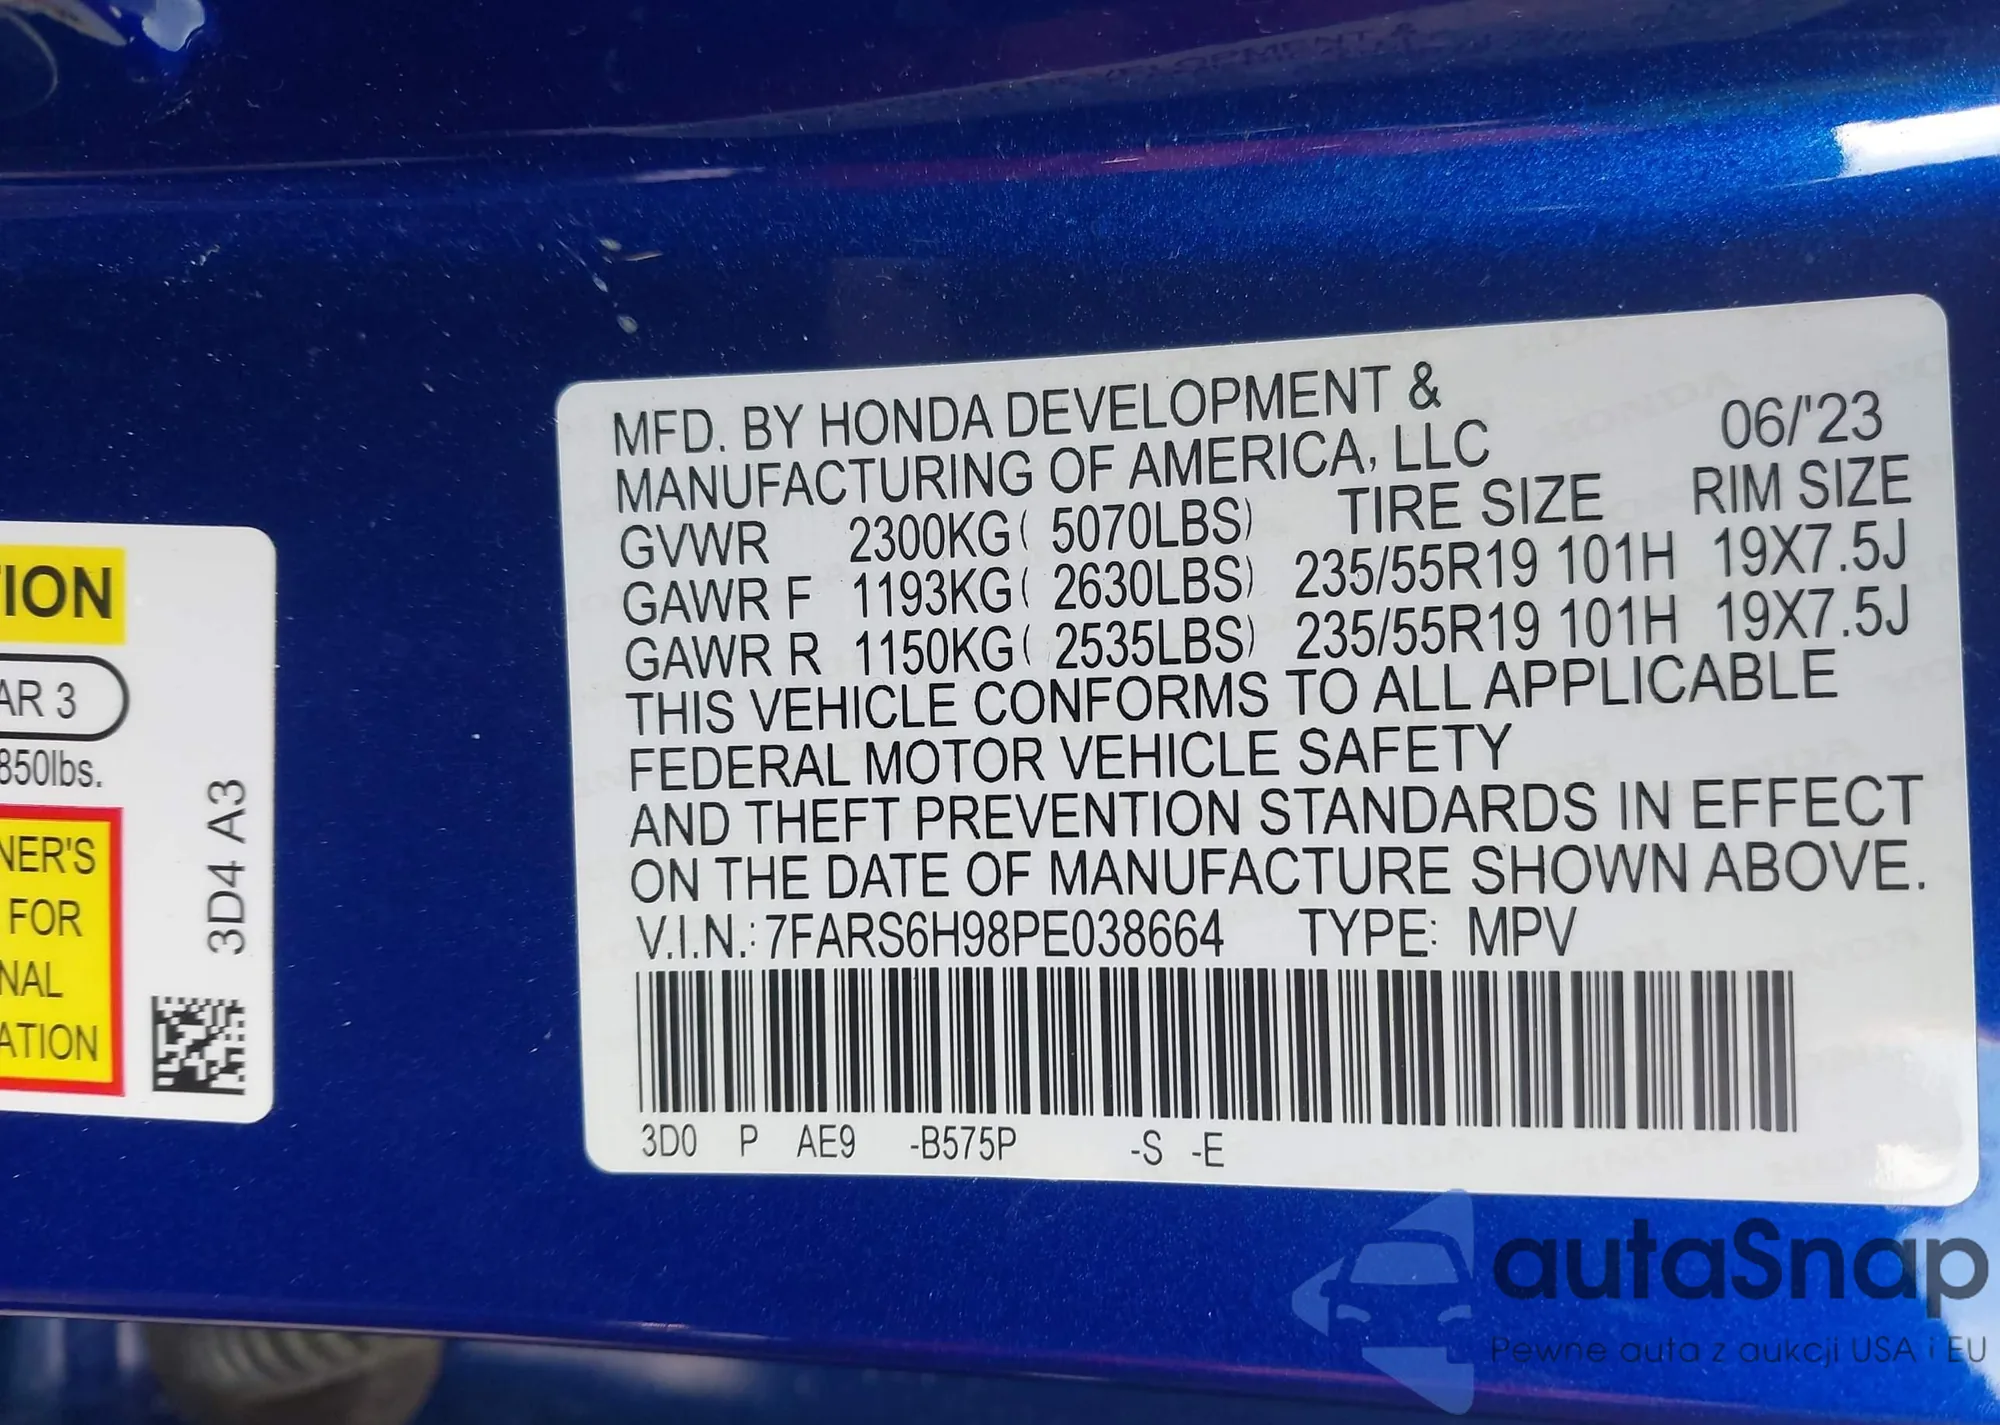 MFD. BY HONDA DEVELOPMENT &
MANUFACTURING OF AMERICA, LLC 06/'23
GVWR 2300KG( 5070LBS) TIRE SIZE RIM SIZE
GAWR F 1193KG( 2630LBS) 235/55R19 101H 19X7.5J
GAWR R 1150KG( 2535LBS) 235/55R19 101H 19X7.5J
THIS VEHICLE CONFORMS TO ALL APPLICABLE
FEDERAL MOTOR VEHICLE SAFETY
AND THEFT PREVENTION STANDARDS IN EFFECT
ON THE DATE OF MANUFACTURE SHOWN ABOVE.
V.I.N.: 7FARS6H98PE038664 TYPE: MPV
3D0 P AE9 -B575P -S -E
TION
AR 3
850lbs.
NER'S
FOR
NAL
ATION
3D4 A3
autaSnap
Pewne auta z aukcji USA i EU